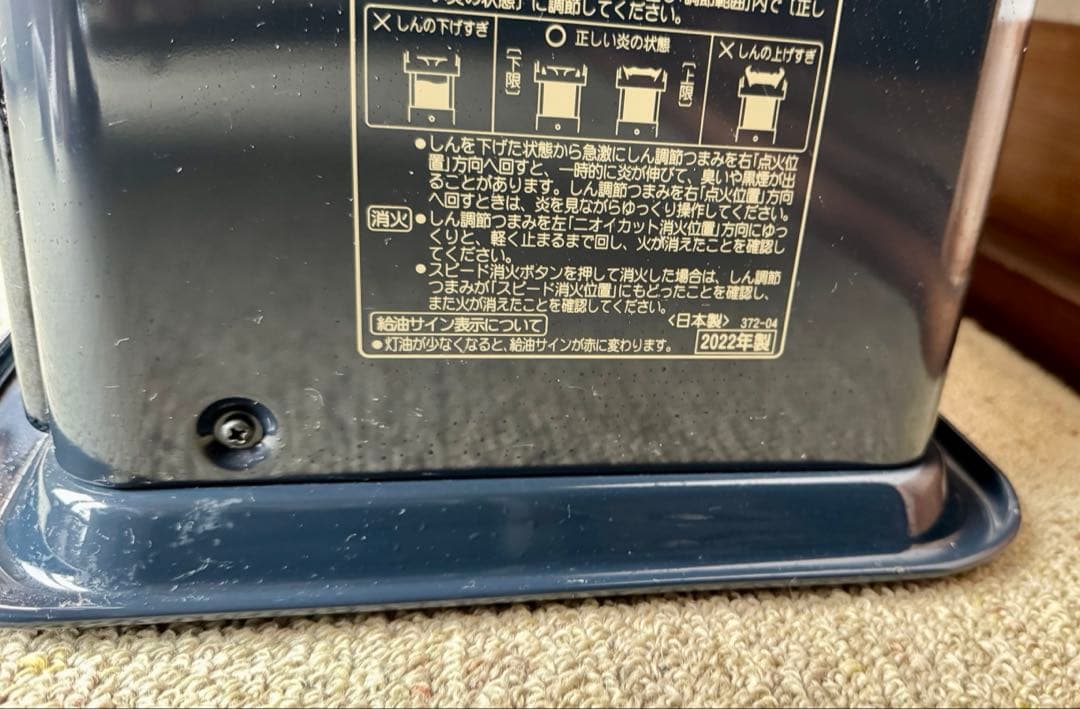 炎の状態」に調節してください。
調節範囲」内で〔正し
×しんの下げすぎ
○ 正しい炎の状態
×しんの上げすぎ
〔下限〕
〔上限〕
●しんを下げた状態から急激にしん調節つまみを右「点火位
置」方向へ回すと、一時的に炎が伸びて、臭いや黒煙が出
ることがあります。しん調節つまみを右「点火位置」方向
へ回すときは、炎を見ながらゆっくり操作してください。
消火
●しん調節つまみを左「ニオイカット消火位置」方向にゆっ
くりと、軽く止まるまで回し、火が消えたことを確認し
てください。
●スピード消火ボタンを押して消火した場合は、しん調節
つまみが「スピード消火位置」にもどったことを確認し、
また火が消えたことを確認してください。
給油サイン表示について
〈日本製〉 372-04
●灯油が少なくなると、給油サインが赤に変わります。
2022年製